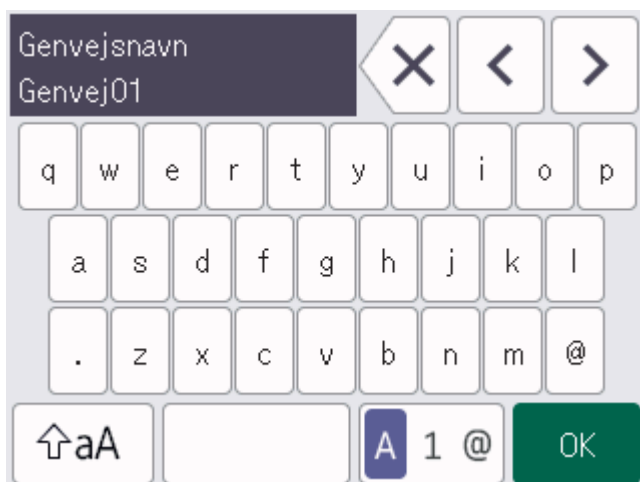 Genvejsnavn
Genvej01
q w e r t y u i o p
a s d f g h j k l
. z x c v b n m @
aA A 1 @ OK